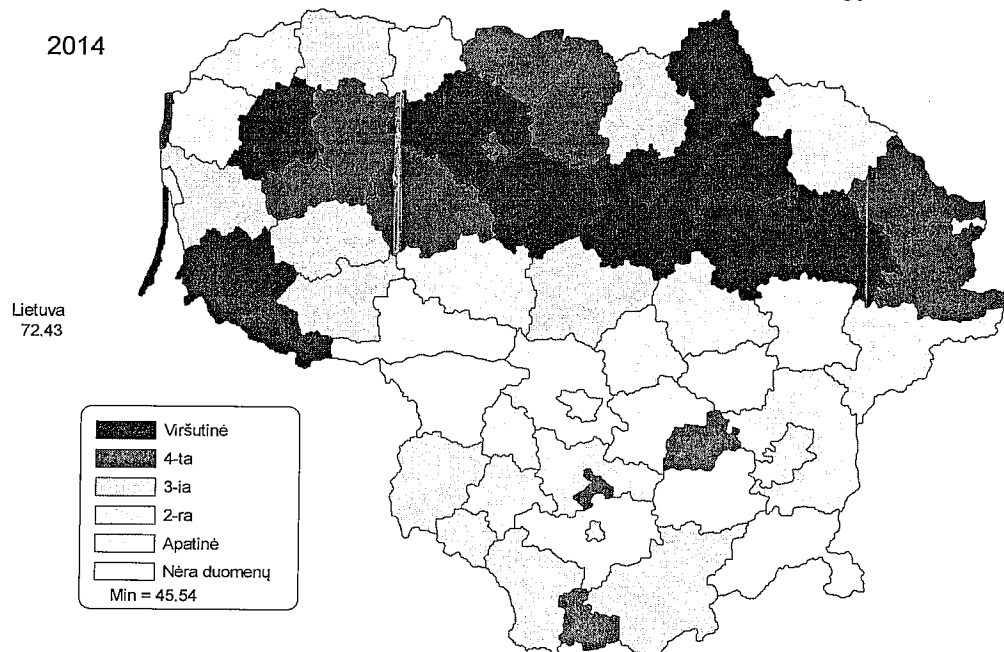 2014
Lietuva
72.43
Viršutinė
4-ta
3-ia
2-ra
Apatinė
Nėra duomenų
Min = 45.54